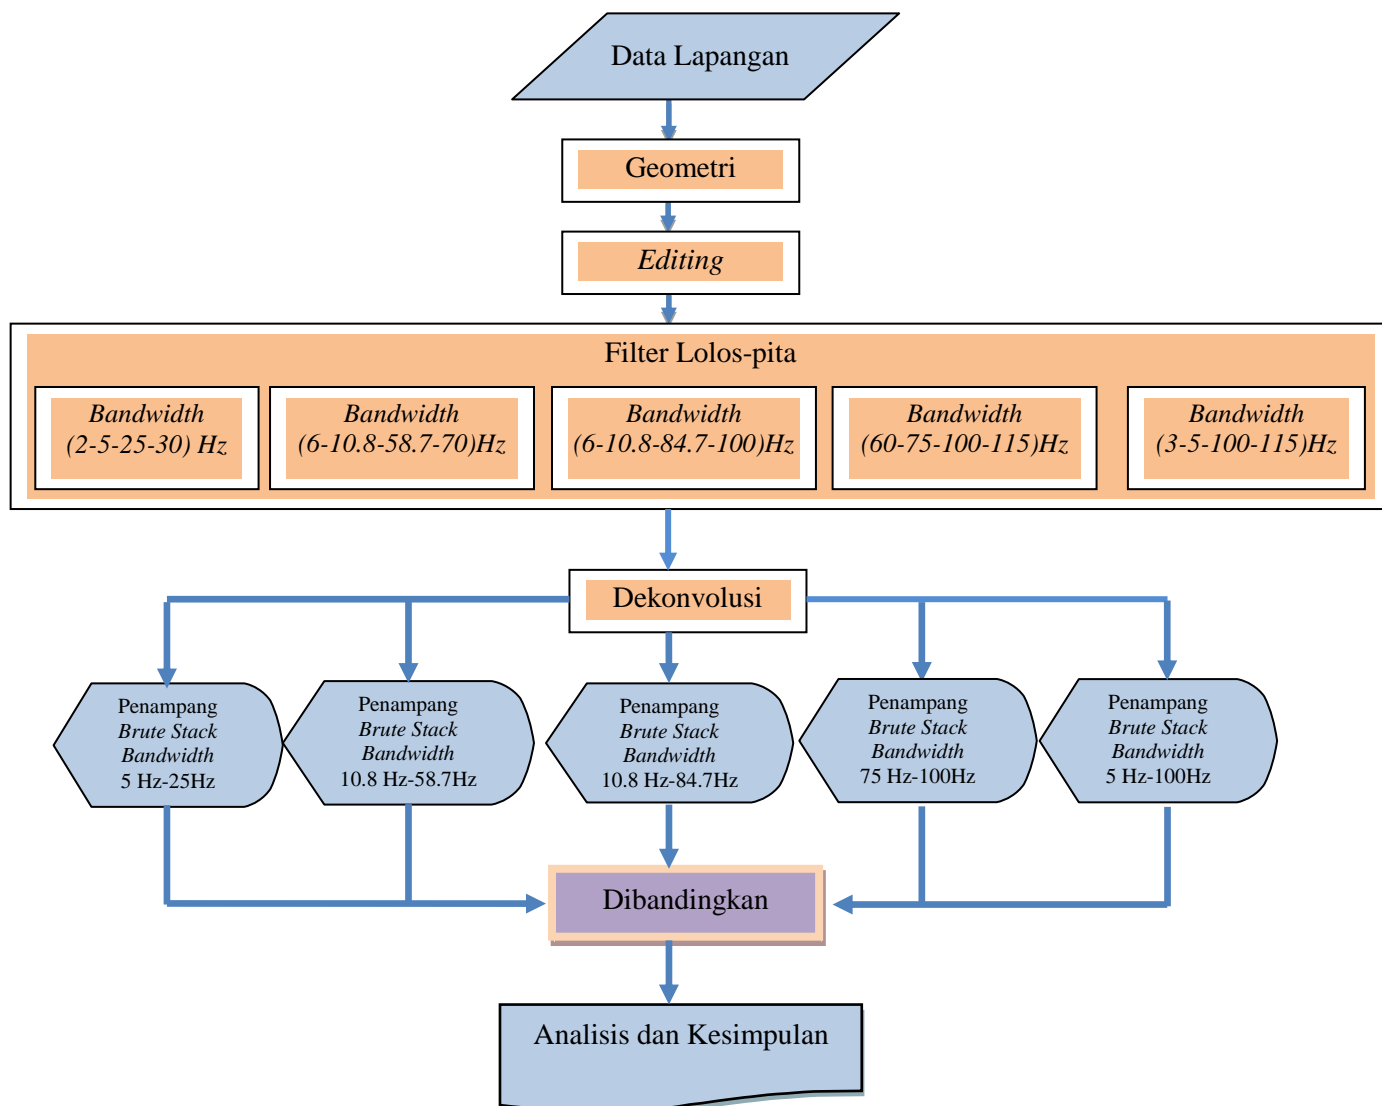 Data Lapangan
Geometri
Editing
Filter Lolos-pita
Bandwidth
(2-5-25-30) Hz
Bandwidth
(6-10.8-58.7-70)Hz
Bandwidth
(6-10.8-84.7-100)Hz
Bandwidth
(60-75-100-115)Hz
Bandwidth
(3-5-100-115)Hz
Dekonvolusi
Penampang
Brute Stack
Bandwidth
5 Hz-25Hz
Penampang
Brute Stack
Bandwidth
10.8 Hz-58.7Hz
Penampang
Brute Stack
Bandwidth
10.8 Hz-84.7Hz
Penampang
Brute Stack
Bandwidth
75 Hz-100Hz
Penampang
Brute Stack
Bandwidth
5 Hz-100Hz
Dibandingkan
Analisis dan Kesimpulan